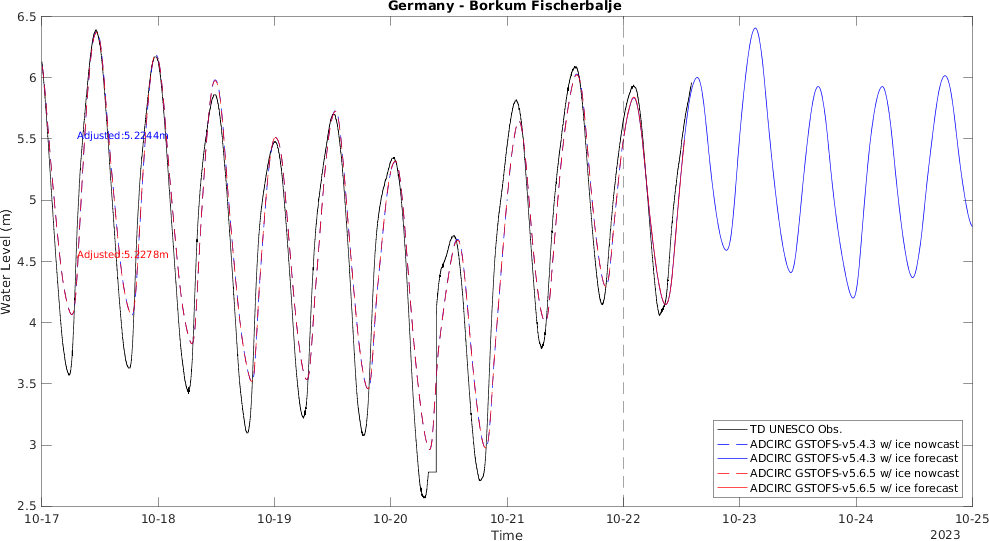 Germany - Borkum Fischerbalje
6.5
6
5.5
5
4.5
4
3.5
3
2.5
Water Level (m)
Adjusted:5.2244m
Adjusted:5.2278m
TD UNESCO Obs.
ADCIRC GSTOFS-v5.4.3 w/ ice nowcast
ADCIRC GSTOFS-v5.4.3 w/ ice forecast
ADCIRC GSTOFS-v5.6.5 w/ ice nowcast
ADCIRC GSTOFS-v5.6.5 w/ ice forecast
10-17 10-18 10-19 10-20 10-21 10-22 10-23 10-24 10-25
Time
2023